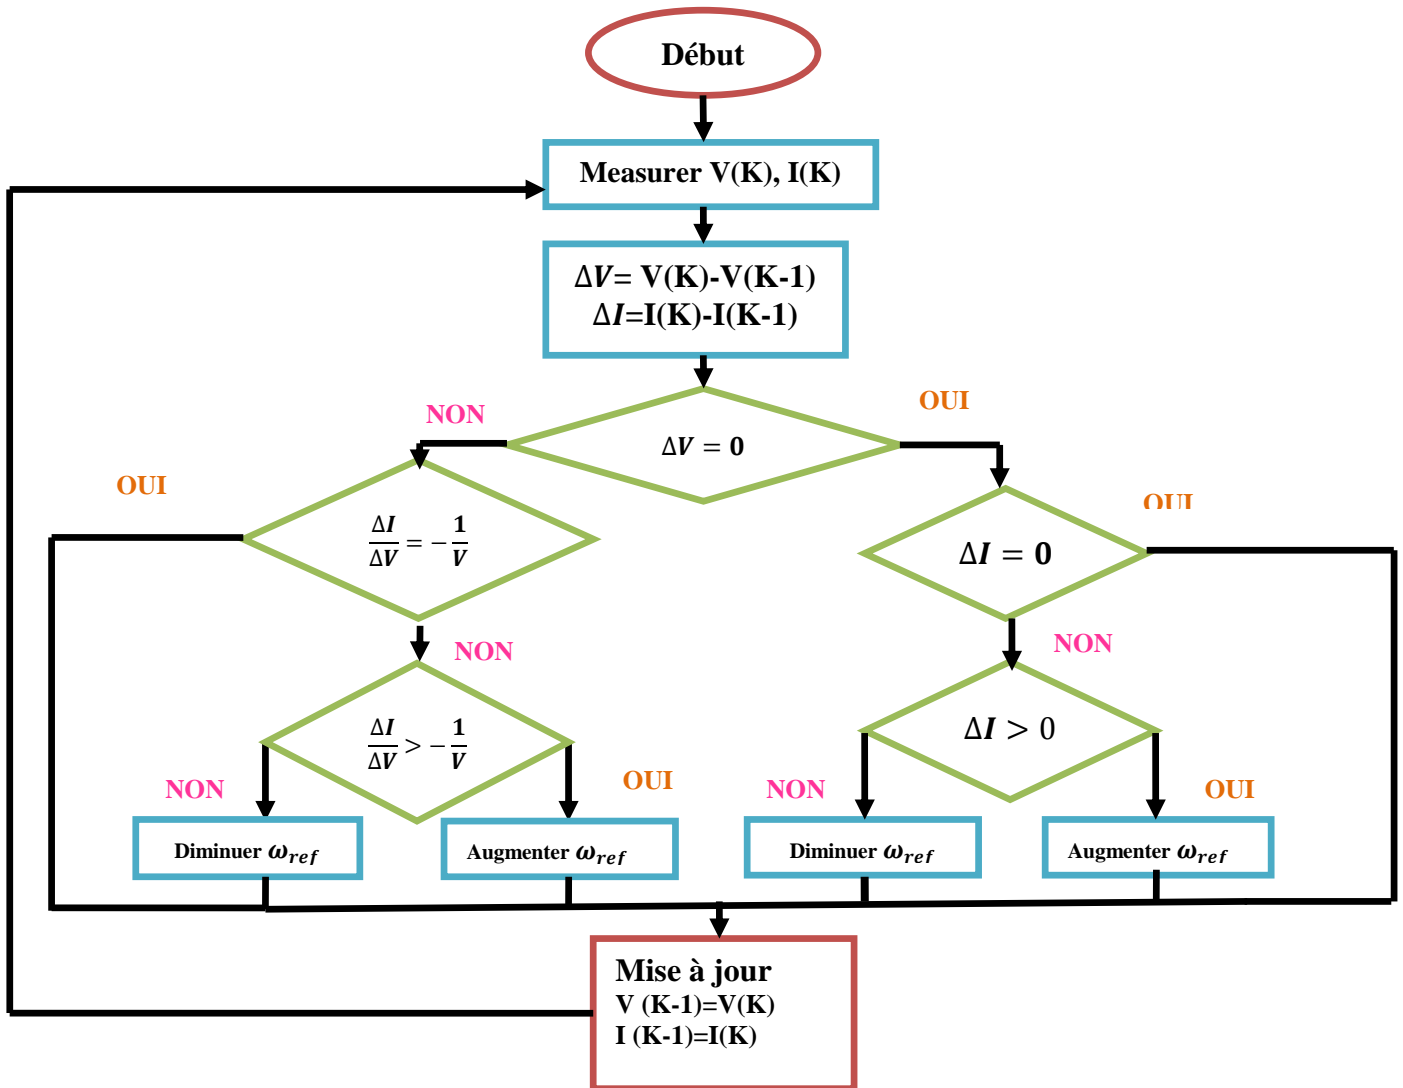 Début
Measurer V(K), I(K)
ΔV= V(K)-V(K-1)
ΔI=I(K)-I(K-1)
NON
OUI
ΔV = 0
OUI
OUI
ΔI/ΔV = − 1/V
ΔI = 0
NON
NON
ΔI/ΔV > − 1/V
ΔI > 0
NON
OUI
NON
OUI
Diminuer ω_ref
Augmenter ω_ref
Diminuer ω_ref
Augmenter ω_ref
Mise à jour
V (K-1)=V(K)
I (K-1)=I(K)